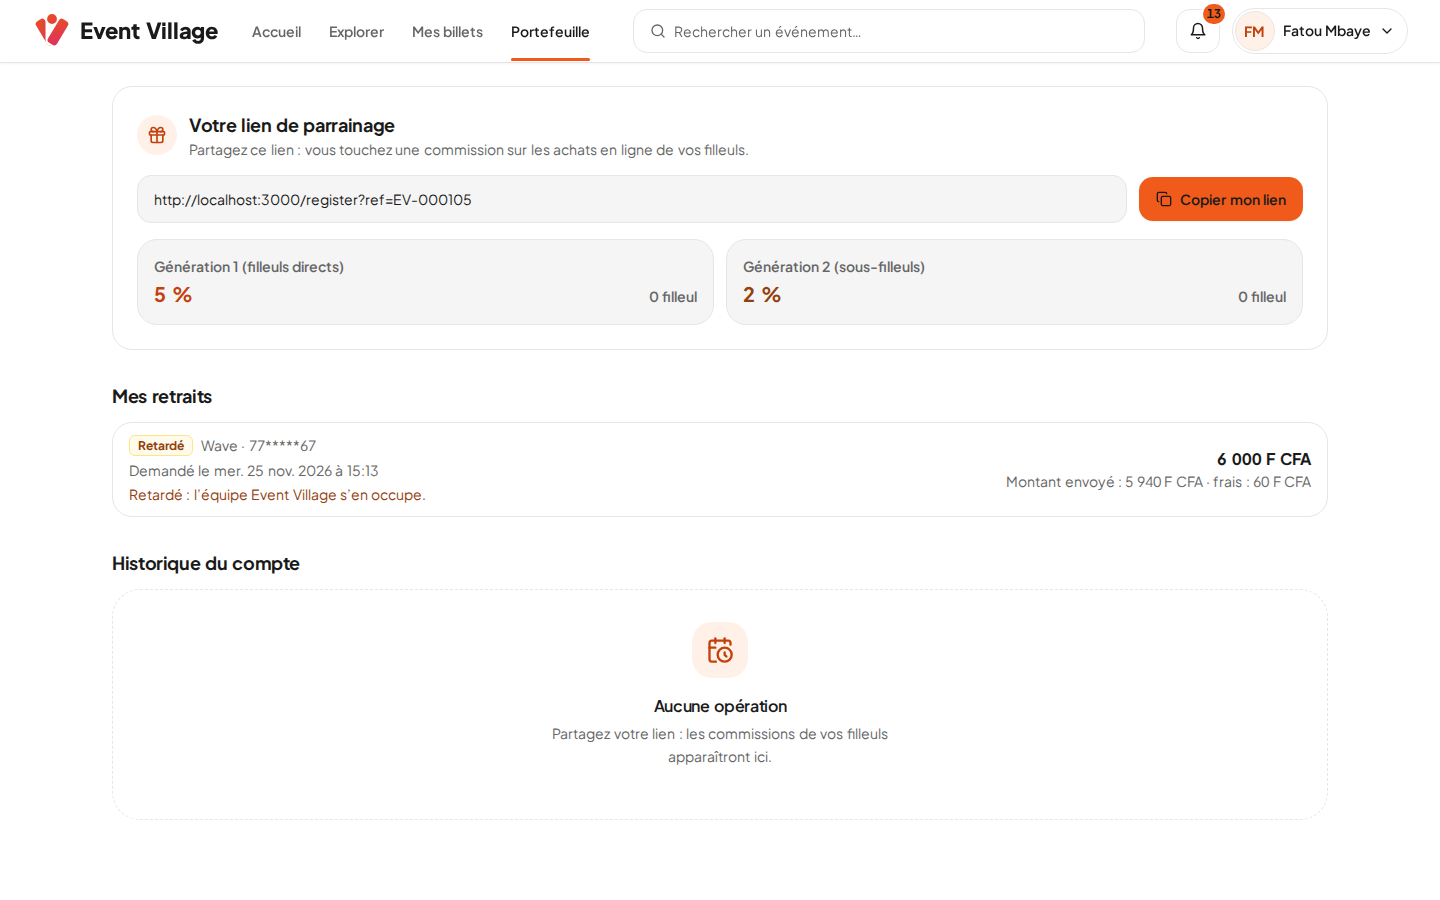 Event Village
Accueil
Explorer
Mes billets
Portefeuille
Rechercher un événement...
13
FM
Fatou Mbaye
Votre lien de parrainage
Partagez ce lien : vous touchez une commission sur les achats en ligne de vos filleuls.
http://localhost:3000/register?ref=EV-000105
Copier mon lien
Génération 1 (filleuls directs)
5 %
0 filleul
Génération 2 (sous-filleuls)
2 %
0 filleul
Mes retraits
Retardé
Wave · 77*****67
Demandé le mer. 25 nov. 2026 à 15:13
Retardé : l'équipe Event Village s'en occupe.
6 000 F CFA
Montant envoyé : 5 940 F CFA · frais : 60 F CFA
Historique du compte
Aucune opération
Partagez votre lien : les commissions de vos filleuls
apparaîtront ici.